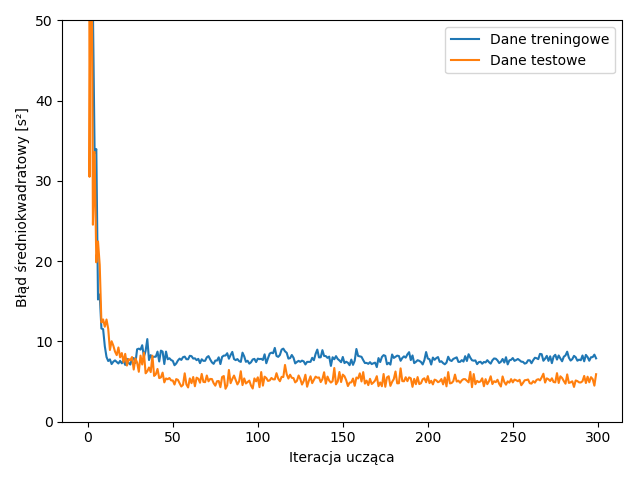 50
40
30
20
10
0
Błąd średniokwadratowy [s²]
Dane treningowe
Dane testowe
0 50 100 150 200 250 300
Iteracja ucząca